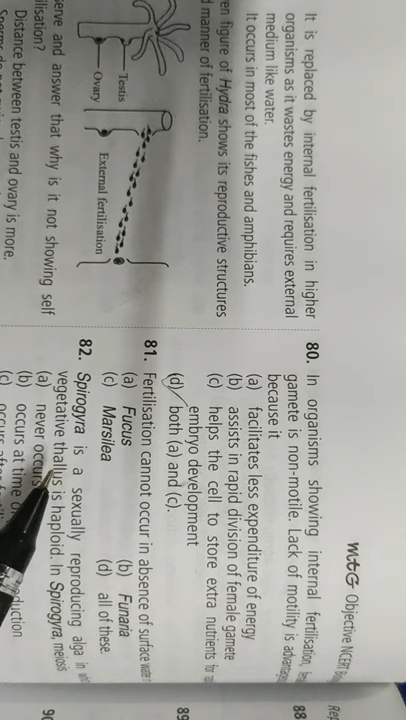 It is replaced by internal fertilisation in higher
organisms as it wastes energy and requires external
medium like water.
It occurs in most of the fishes and amphibians.
en figure of Hydra shows its reproductive structures
d manner of fertilisation.
Testis
Ovary
External fertilisation
erve and answer that why is it not showing self
ilisation?
Distance between testis and ovary is more.
mtG Objective NCERT
80. In organisms showing internal fertilisation,
gamete is non-motile. Lack of motility is
because it
(a) facilitates less expenditure of energy
(b) assists in rapid division of female gamete
(c) helps the cell to store extra nutrients for
embryo development
(d) both (a) and (c).
81. Fertilisation cannot occur in absence of surface water
(a) Fucus (b) Funaria
(c) Marsilea (d) all of these.
82. Spirogyra is a sexually reproducing alga in
vegetative thallus is haploid. In Spirogyra, meiosis
(a) never occurs
(b) occurs at time
(c)
88
89
90